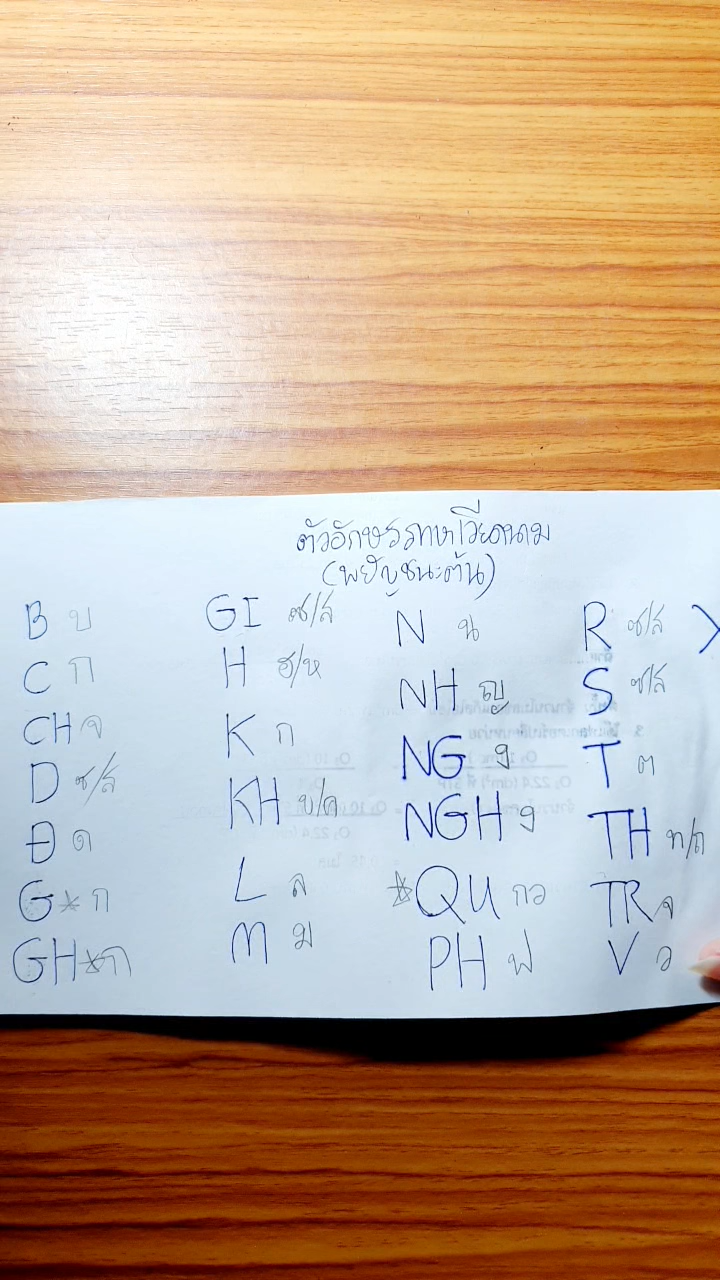 ตัวอักษรภาษาเวียดนาม
(พยัญชนะต้น)
B บ GI ซ/ส N น R ซ/ส
C ก H ฮ/ห NH ญ S ซ/ส
CH จ K ก NG ง T ต
D ซ/ส KH ข/ค NGH ง TH ท/ถ
Đ ด L ล *QU กว TR จ
G* ก M ม PH ฟ V ว
GH*ก